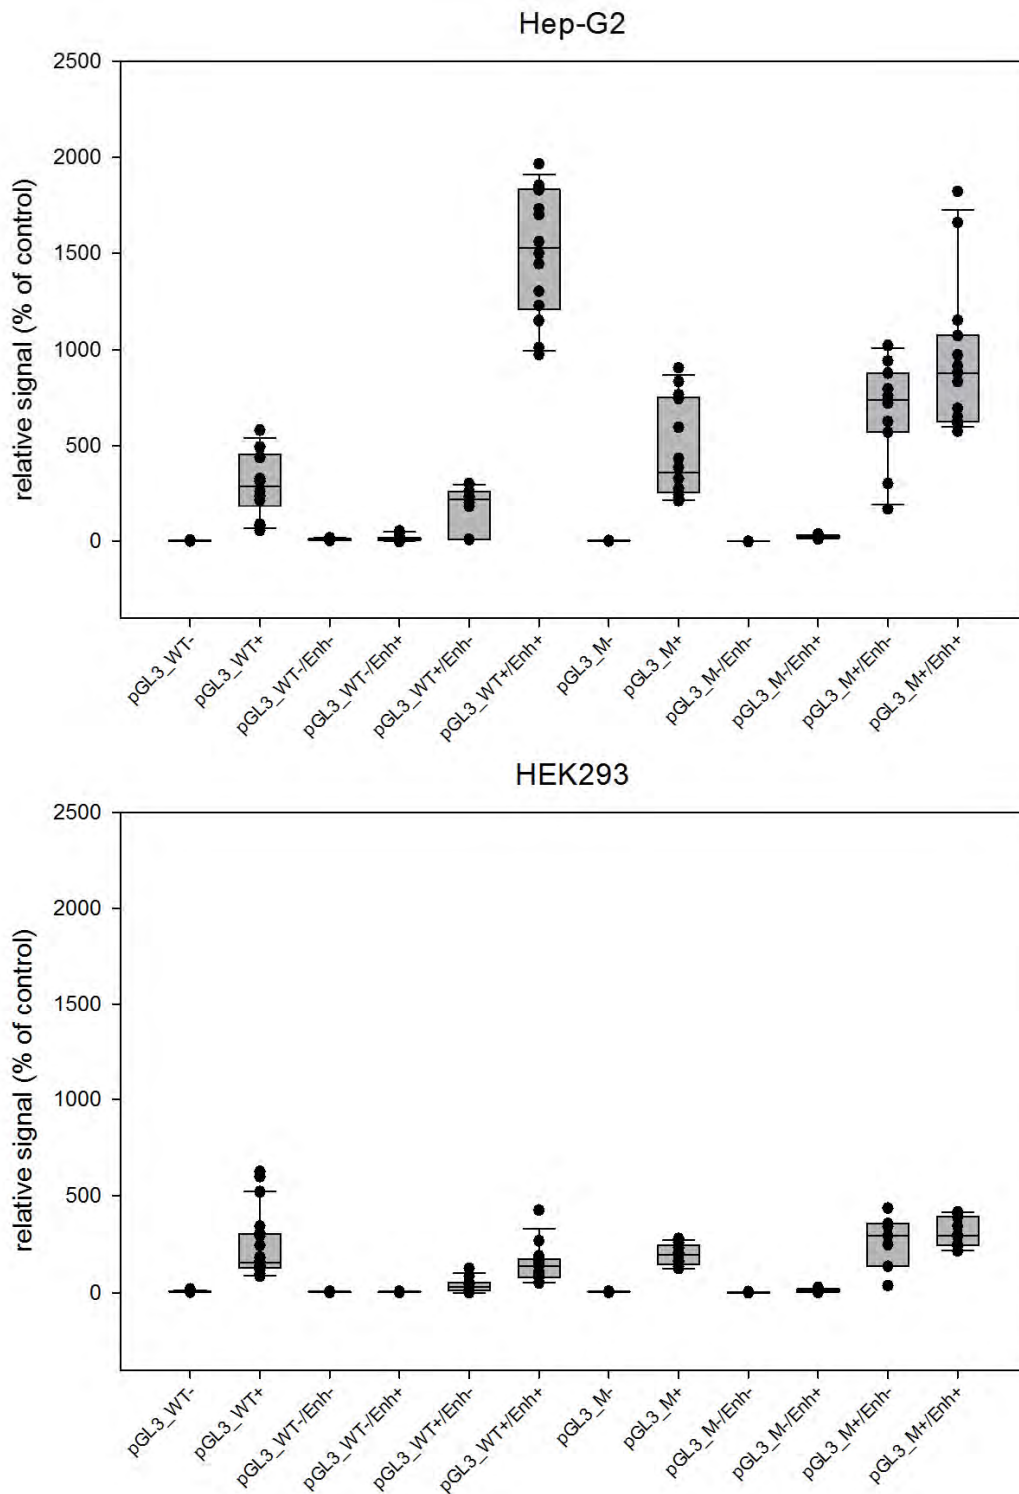 Hep-G2
relative signal (% of control)
2500
2000
1500
1000
500
0
pGL3_WT-
pGL3_WT+
pGL3_WT-/Enh-
pGL3_WT-/Enh+
pGL3_WT+/Enh-
pGL3_WT+/Enh+
pGL3_M-
pGL3_M+
pGL3_M-/Enh-
pGL3_M-/Enh+
pGL3_M+/Enh-
pGL3_M+/Enh+
HEK293
relative signal (% of control)
2500
2000
1500
1000
500
0
pGL3_WT-
pGL3_WT+
pGL3_WT-/Enh-
pGL3_WT-/Enh+
pGL3_WT+/Enh-
pGL3_WT+/Enh+
pGL3_M-
pGL3_M+
pGL3_M-/Enh-
pGL3_M-/Enh+
pGL3_M+/Enh-
pGL3_M+/Enh+